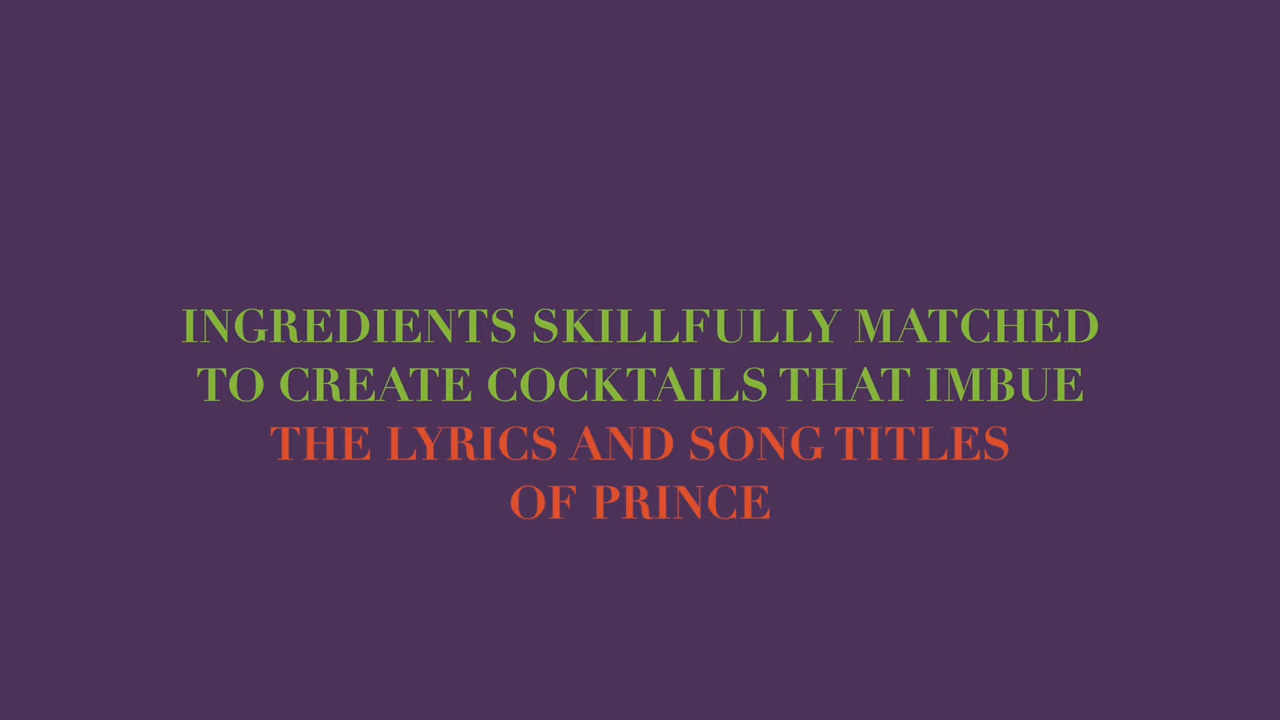 INGREDIENTS SKILLFULLY MATCHED
TO CREATE COCKTAILS THAT IMBUE
THE LYRICS AND SONG TITLES
OF PRINCE